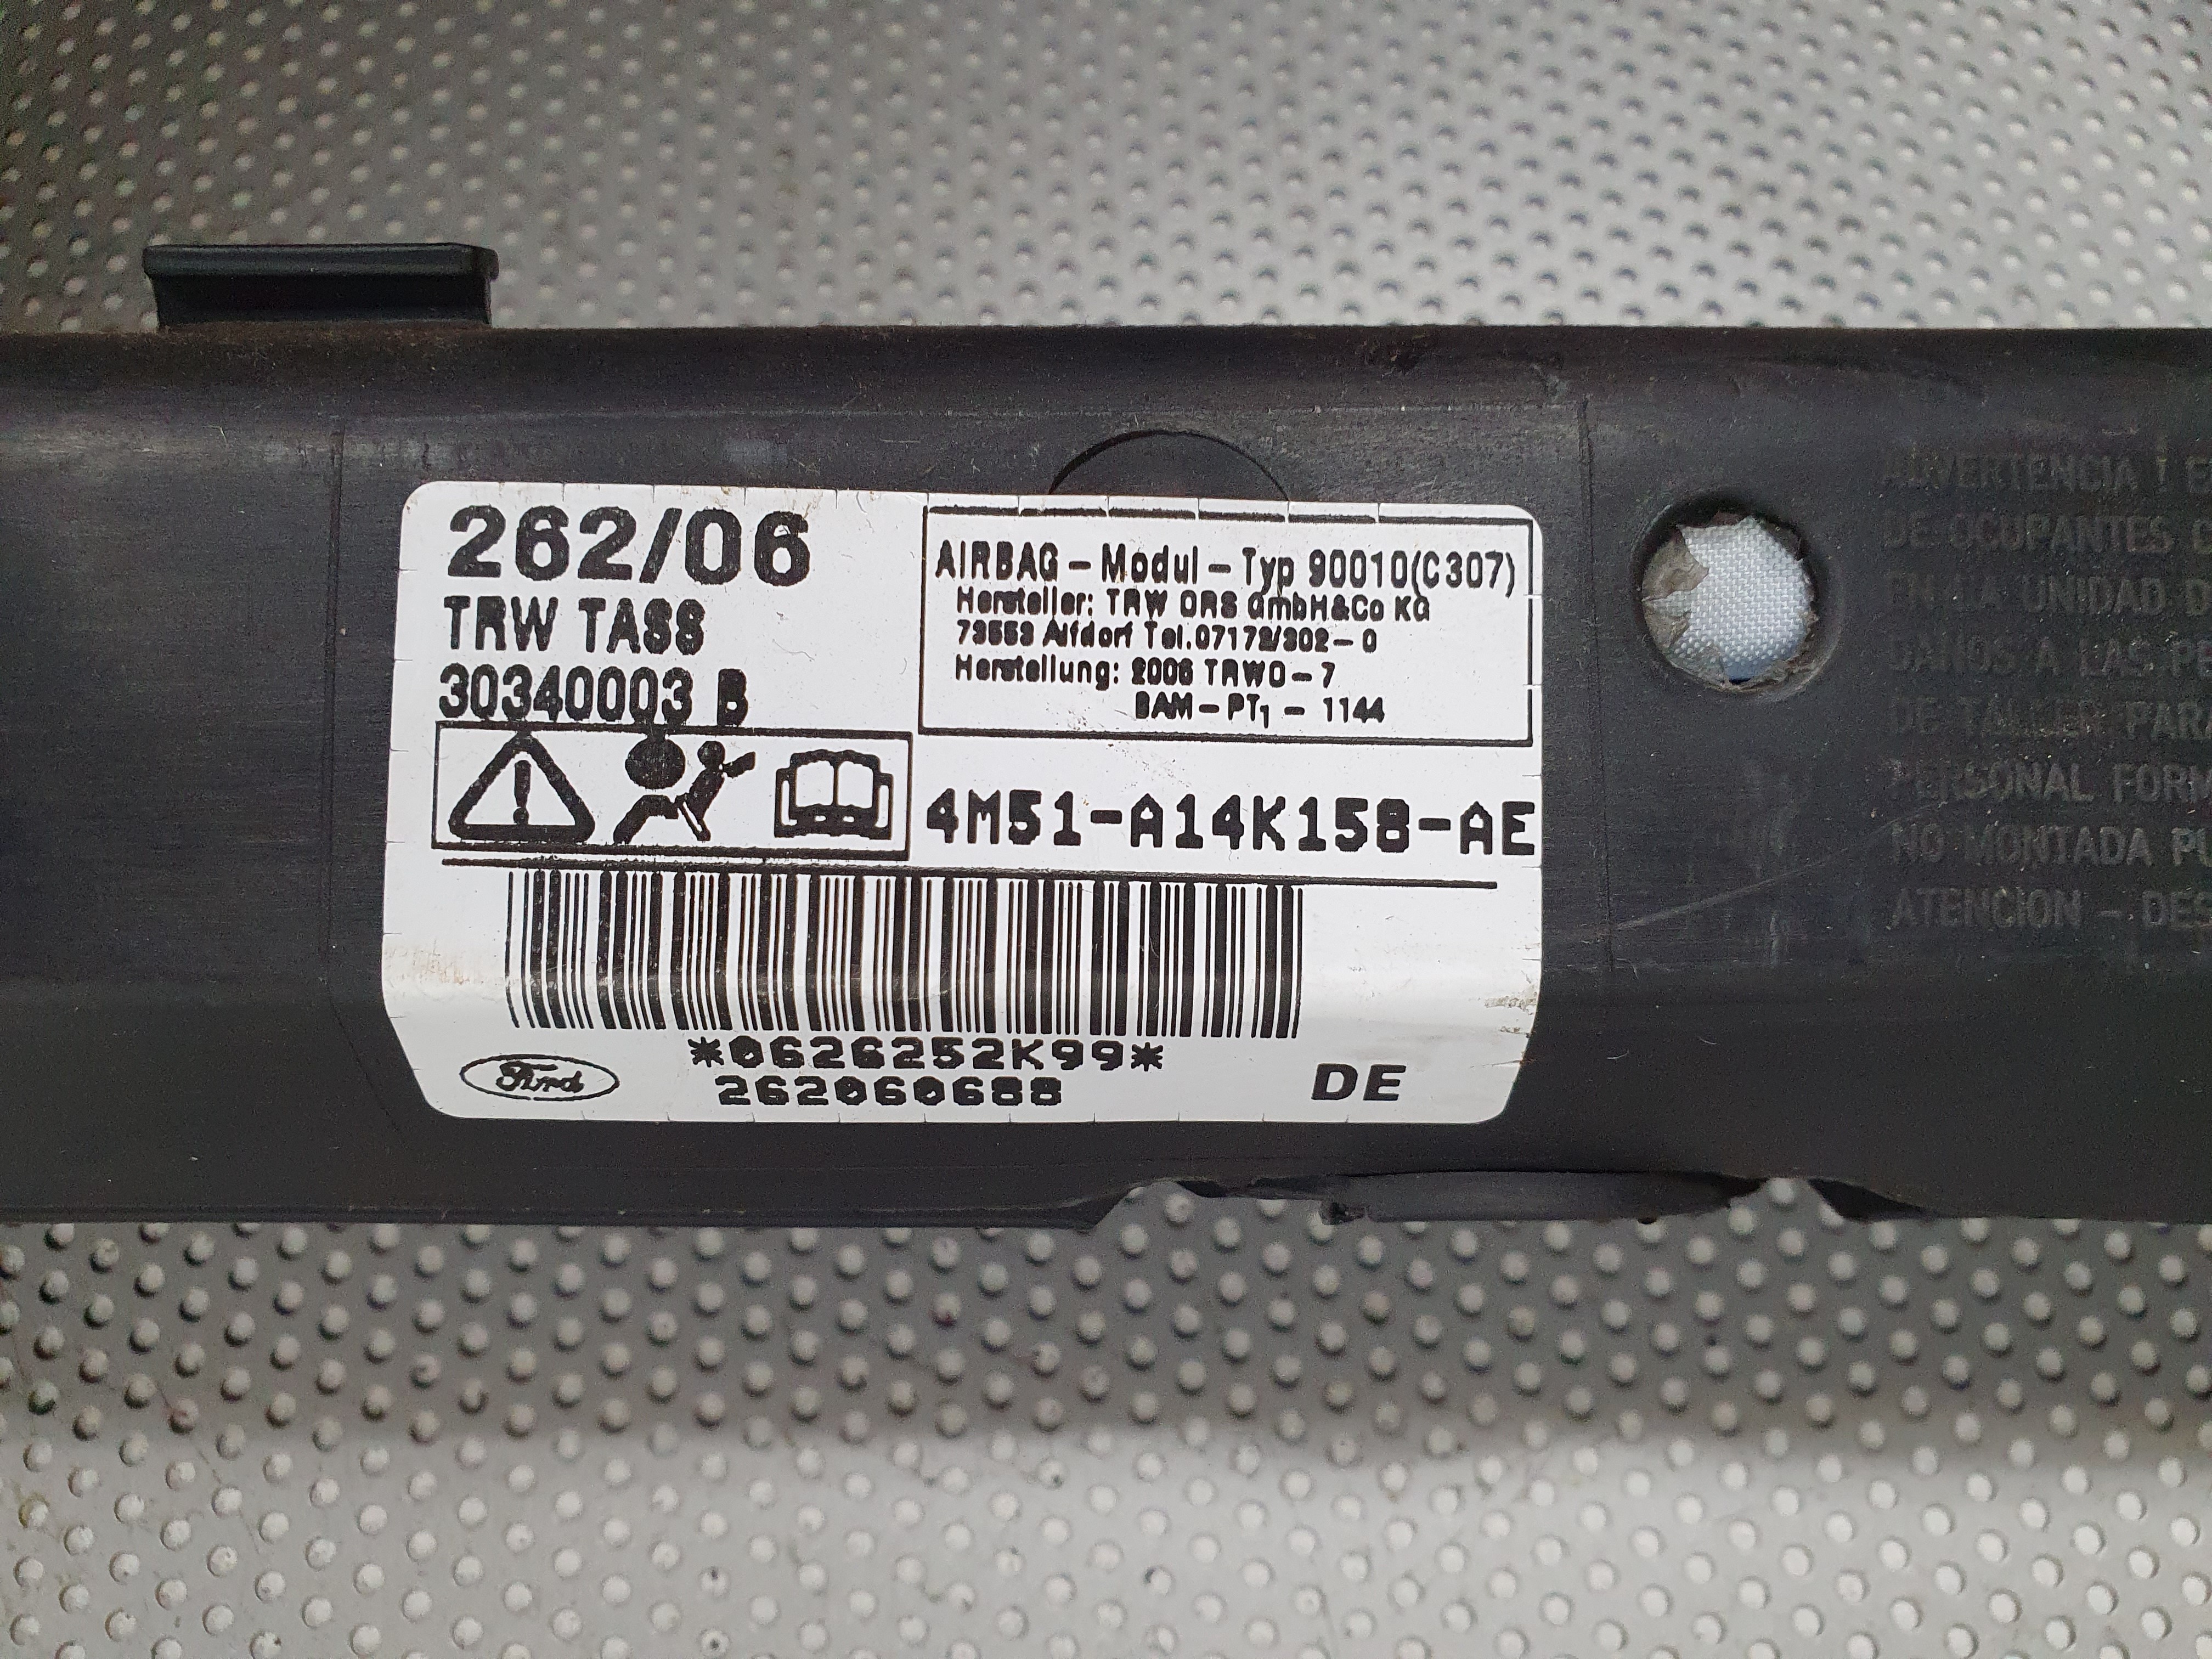 262/06
TRW TASS
30340003 B
AIRBAG - Modul - Typ 90010(C307)
Hersteller: TRW ORS GmbH&Co KG
73553 Alfdorf Tel.07172/302-0
Herstellung: 2006 TRWO-7
BAM-PT1 - 1144
4M51-A14K158-AE
*0626252K99*
262060688
Ford
DE
ADVERTENCIA
DE OCUPANTES
EN LA UNIDAD
DANOS A LAS
DE TALLER PARA
PERSONAL
NO MONTADA
ATENCION -